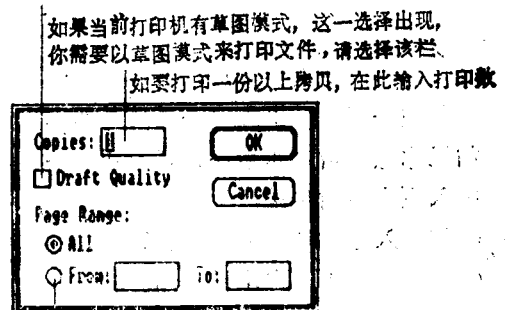 如果当前打印机有草图模式，这一选择出现，
你需要以草图模式来打印文件，请选择该栏、
如要打印一份以上拷贝，在此输入打印数
Copies: 1 OK
Draft Quality Cancel
Page Range:
All
From: To: